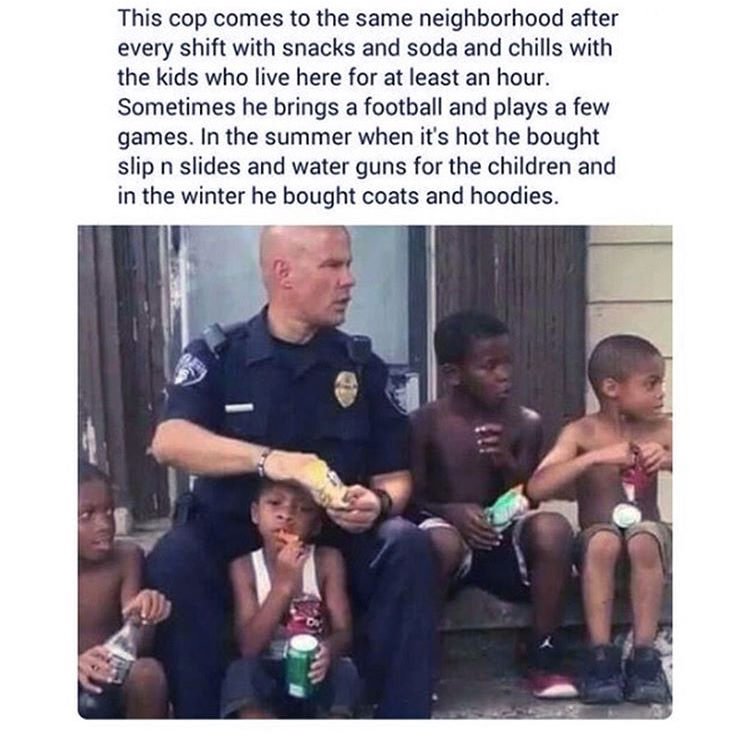 This cop comes to the same neighborhood after
every shift with snacks and soda and chills with
the kids who live here for at least an hour.
Sometimes he brings a football and plays a few
games. In the summer when it's hot he bought
slip n slides and water guns for the children and
in the winter he bought coats and hoodies.